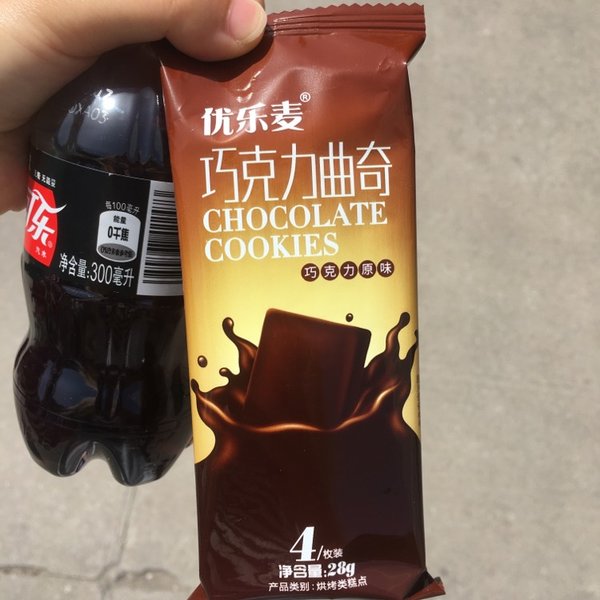 优乐麦®
巧克力曲奇
CHOCOLATE
COOKIES
巧克力原味
4/枚装
净含量:28g
产品类别:烘烤类糕点
每100毫升
能量
0千焦
乐
净含量:300毫升